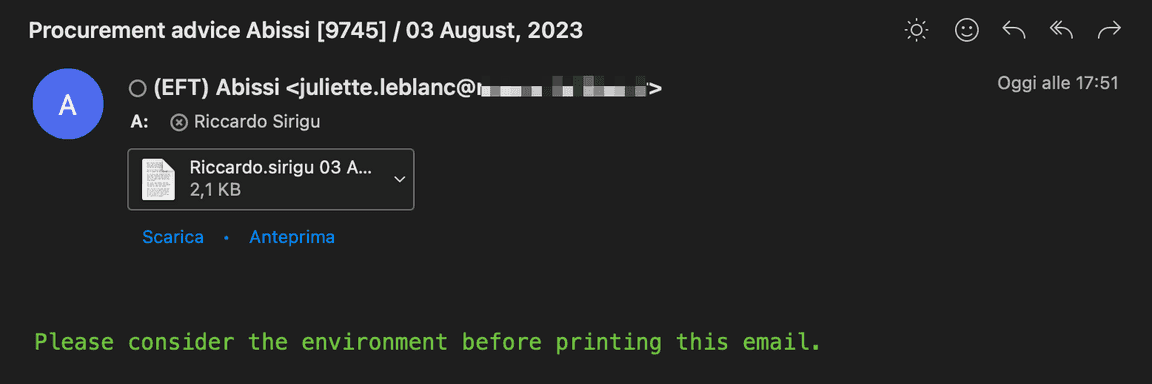 Procurement advice Abissi [9745] / 03 August, 2023
A
(EFT) Abissi <juliette.leblanc@ >
Oggi alle 17:51
A: Riccardo Sirigu
Riccardo.sirigu 03 A...
2,1 KB
Scarica • Anteprima
Please consider the environment before printing this email.